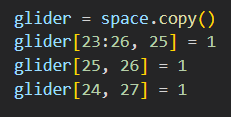 glider = space.copy()
glider[23:26, 25] = 1
glider[25, 26] = 1
glider[24, 27] = 1